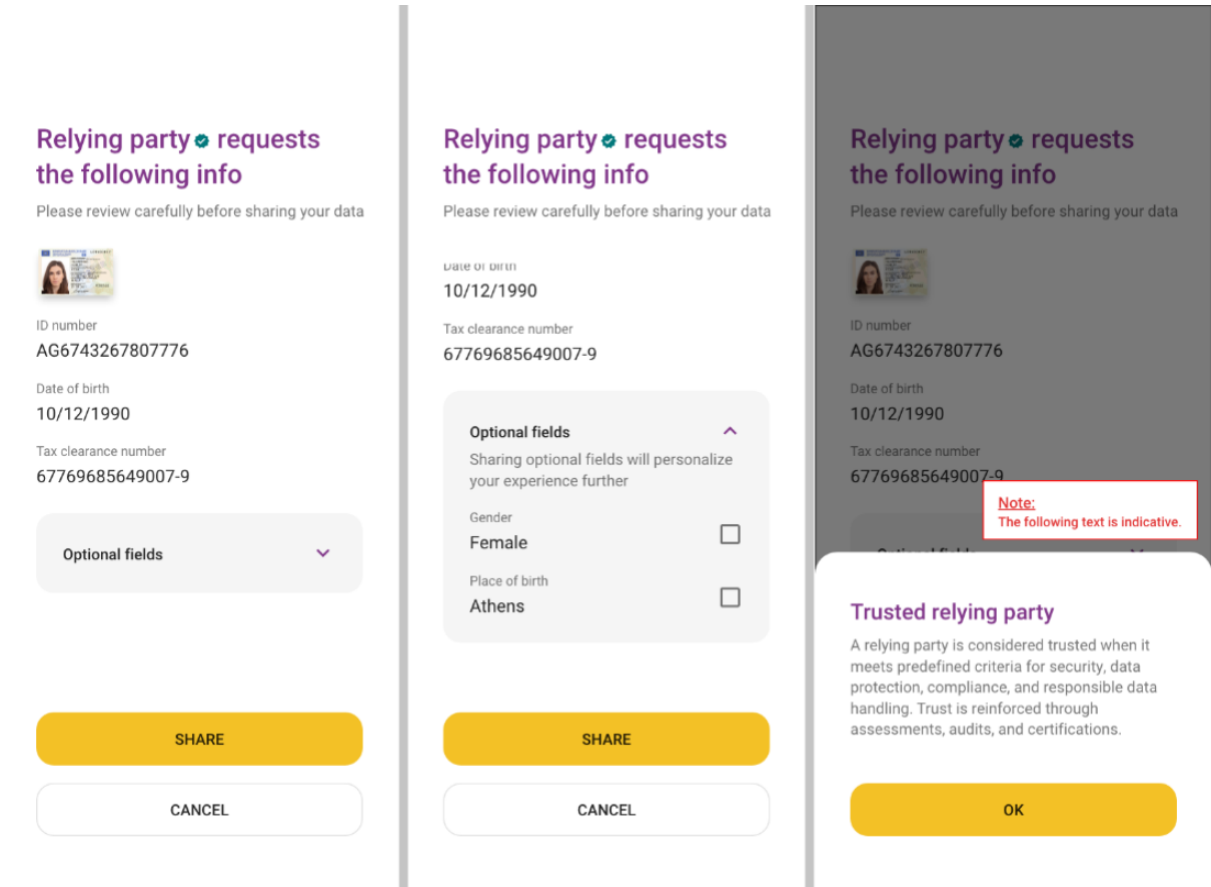 Relying party requests
the following info
Please review carefully before sharing your data
ID number
AG6743267807776
Date of birth
10/12/1990
Tax clearance number
67769685649007-9
Optional fields
SHARE
CANCEL
Relying party requests
the following info
Please review carefully before sharing your data
Date of birth
10/12/1990
Tax clearance number
67769685649007-9
Optional fields
Sharing optional fields will personalize
your experience further
Gender
Female
Place of birth
Athens
SHARE
CANCEL
Relying party requests
the following info
Please review carefully before sharing your data
ID number
AG6743267807776
Date of birth
10/12/1990
Tax clearance number
67769685649007-9
Note:
The following text is indicative.
Optional fields
Trusted relying party
A relying party is considered trusted when it
meets predefined criteria for security, data
protection, compliance, and responsible data
handling. Trust is reinforced through
assessments, audits, and certifications.
OK